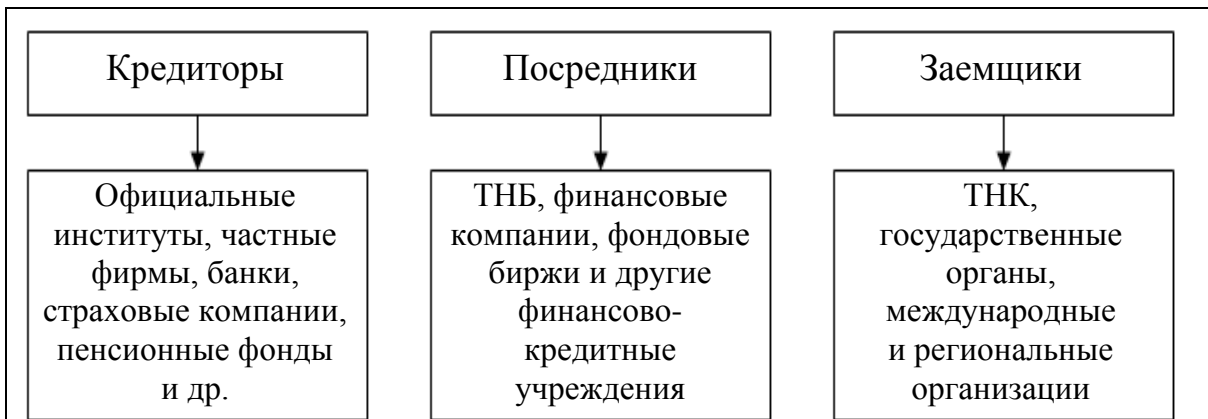 Кредиторы
Посредники
Заемщики
Официальные
институты, частные
фирмы, банки,
страховые компании,
пенсионные фонды
и др.
ТНБ, финансовые
компании, фондовые
биржи и другие
финансово-
кредитные
учреждения
ТНК,
государственные
органы,
международные
и региональные
организации